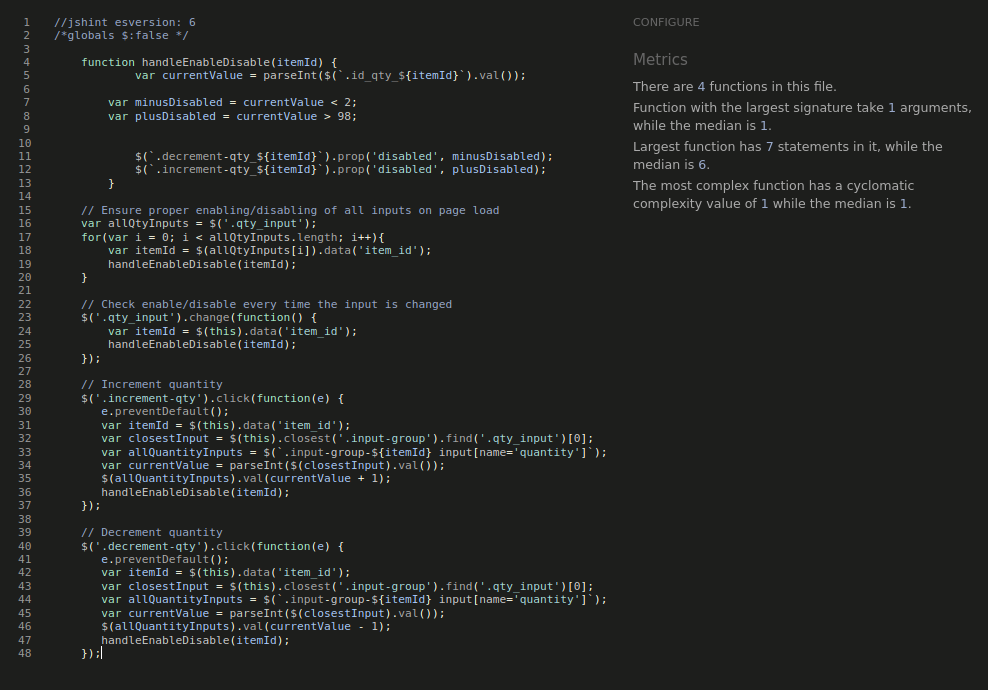 1 //jshint esversion: 6
2 /*globals $:false */
3
4 function handleEnableDisable(itemId) {
5 var currentValue = parseInt($(`.id_qty_${itemId}`).val());
6
7 var minusDisabled = currentValue < 2;
8 var plusDisabled = currentValue > 98;
9
10
11 $(`.decrement-qty_${itemId}`).prop('disabled', minusDisabled);
12 $(`.increment-qty_${itemId}`).prop('disabled', plusDisabled);
13 }
14
15 // Ensure proper enabling/disabling of all inputs on page load
16 var allQtyInputs = $('.qty_input');
17 for(var i = 0; i < allQtyInputs.length; i++){
18 var itemId = $(allQtyInputs[i]).data('item_id');
19 handleEnableDisable(itemId);
20 }
21
22 // Check enable/disable every time the input is changed
23 $('.qty_input').change(function() {
24 var itemId = $(this).data('item_id');
25 handleEnableDisable(itemId);
26 });
27
28 // Increment quantity
29 $('.increment-qty').click(function(e) {
30 e.preventDefault();
31 var itemId = $(this).data('item_id');
32 var closestInput = $(this).closest('.input-group').find('.qty_input')[0];
33 var allQuantityInputs = $(`.input-group-${itemId} input[name='quantity']`);
34 var currentValue = parseInt($(closestInput).val());
35 $(allQuantityInputs).val(currentValue + 1);
36 handleEnableDisable(itemId);
37 });
38
39 // Decrement quantity
40 $('.decrement-qty').click(function(e) {
41 e.preventDefault();
42 var itemId = $(this).data('item_id');
43 var closestInput = $(this).closest('.input-group').find('.qty_input')[0];
44 var allQuantityInputs = $(`.input-group-${itemId} input[name='quantity']`);
45 var currentValue = parseInt($(closestInput).val());
46 $(allQuantityInputs).val(currentValue - 1);
47 handleEnableDisable(itemId);
48 });
CONFIGURE
Metrics
There are 4 functions in this file.
Function with the largest signature take 1 arguments,
while the median is 1.
Largest function has 7 statements in it, while the
median is 6.
The most complex function has a cyclomatic
complexity value of 1 while the median is 1.